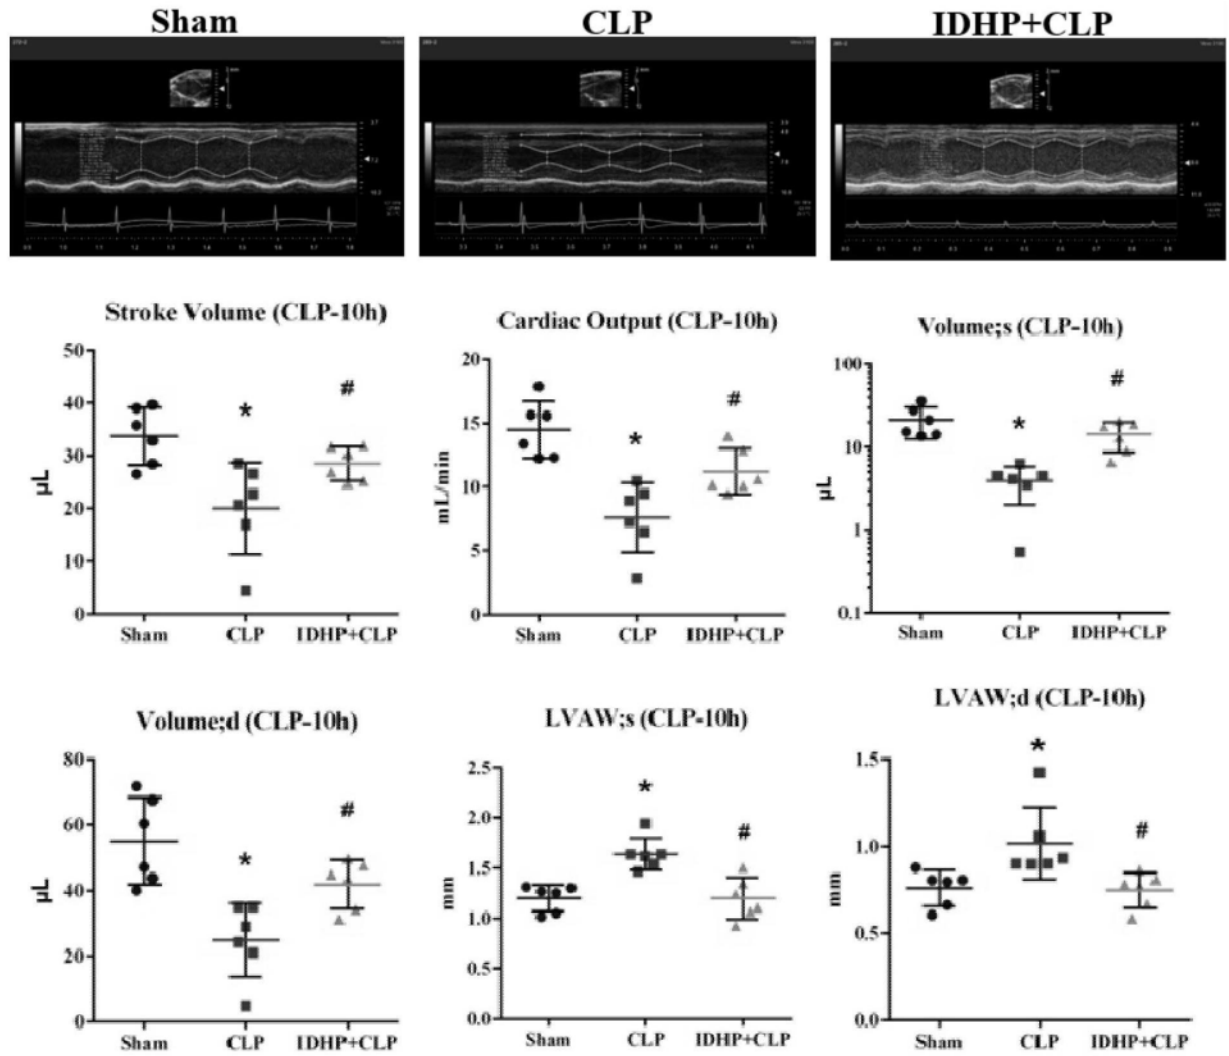 Sham CLP IDHP+CLP
Stroke Volume (CLP-10h)
50
40
30
20
10
0
μL
*
#
Sham CLP IDHP+CLP
Cardiac Output (CLP-10h)
20
15
10
5
0
mL/min
*
#
Sham CLP IDHP+CLP
Volume;s (CLP-10h)
100
10
1
0.1
μL
*
#
Sham CLP IDHP+CLP
Volume;d (CLP-10h)
80
60
40
20
0
μL
*
#
Sham CLP IDHP+CLP
LVAW;s (CLP-10h)
2.5
2.0
1.5
1.0
0.5
0.0
mm
*
#
Sham CLP IDHP+CLP
LVAW;d (CLP-10h)
1.5
1.0
0.5
0.0
mm
*
#
Sham CLP IDHP+CLP